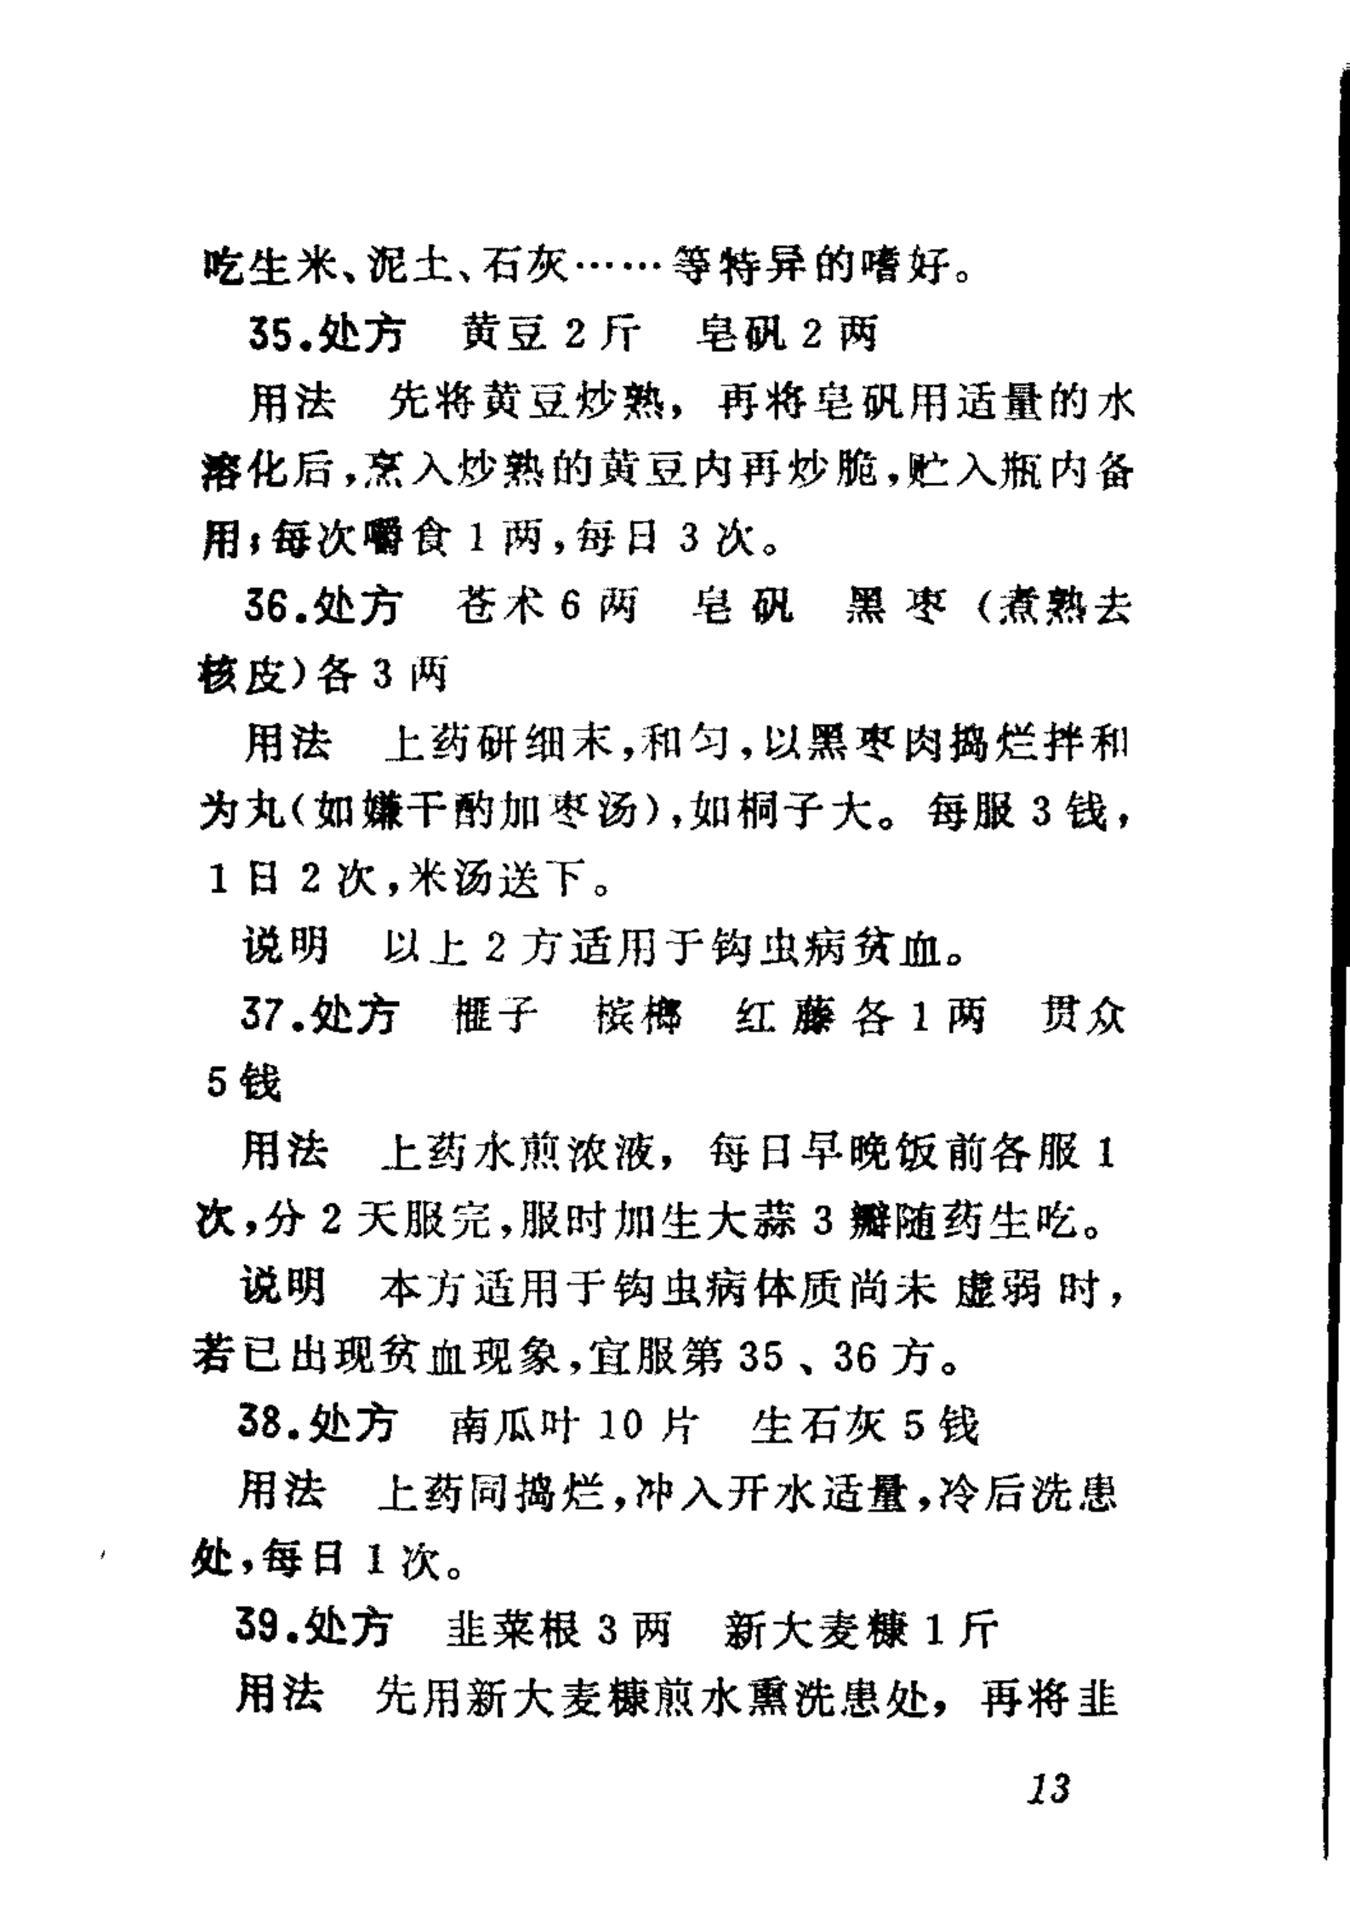 吃生米、泥土、石灰……等特异的嗜好。
35.处方　黄豆2斤　皂矾2两
用法　先将黄豆炒熟，再将皂矾用适量的水
溶化后，烹入炒熟的黄豆内再炒脆，贮入瓶内备
用；每次嚼食1两，每日3次。
36.处方　苍术6两　皂矾　黑枣（煮熟去
核皮）各3两
用法　上药研细末，和匀，以黑枣肉捣烂拌和
为丸（如嫌干酌加枣汤），如桐子大。每服3钱，
1日2次，米汤送下。
说明　以上2方适用于钩虫病贫血。
37.处方　榧子　槟榔　红藤各1两　贯众
5钱
用法　上药水煎浓液，每日早晚饭前各服1
次，分2天服完，服时加生大蒜3瓣随药生吃。
说明　本方适用于钩虫病体质尚未虚弱时，
若已出现贫血现象，宜服第35、36方。
38.处方　南瓜叶10片　生石灰5钱
用法　上药同捣烂，冲入开水适量，冷后洗患
处，每日1次。
39.处方　韭菜根3两　新大麦糠1斤
用法　先用新大麦糠煎水熏洗患处，再将韭
13